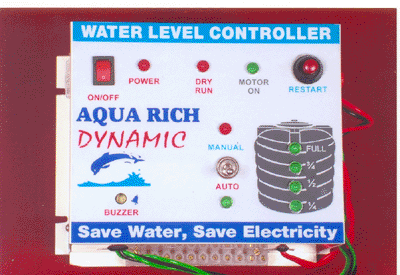 WATER LEVEL CONTROLLER
ON/OFF
POWER
DRY
RUN
MOTOR
ON
RESTART
AQUA RICH
DYNAMIC
MANUAL
AUTO
BUZZER
FULL
¾
½
¼
Save Water, Save Electricity